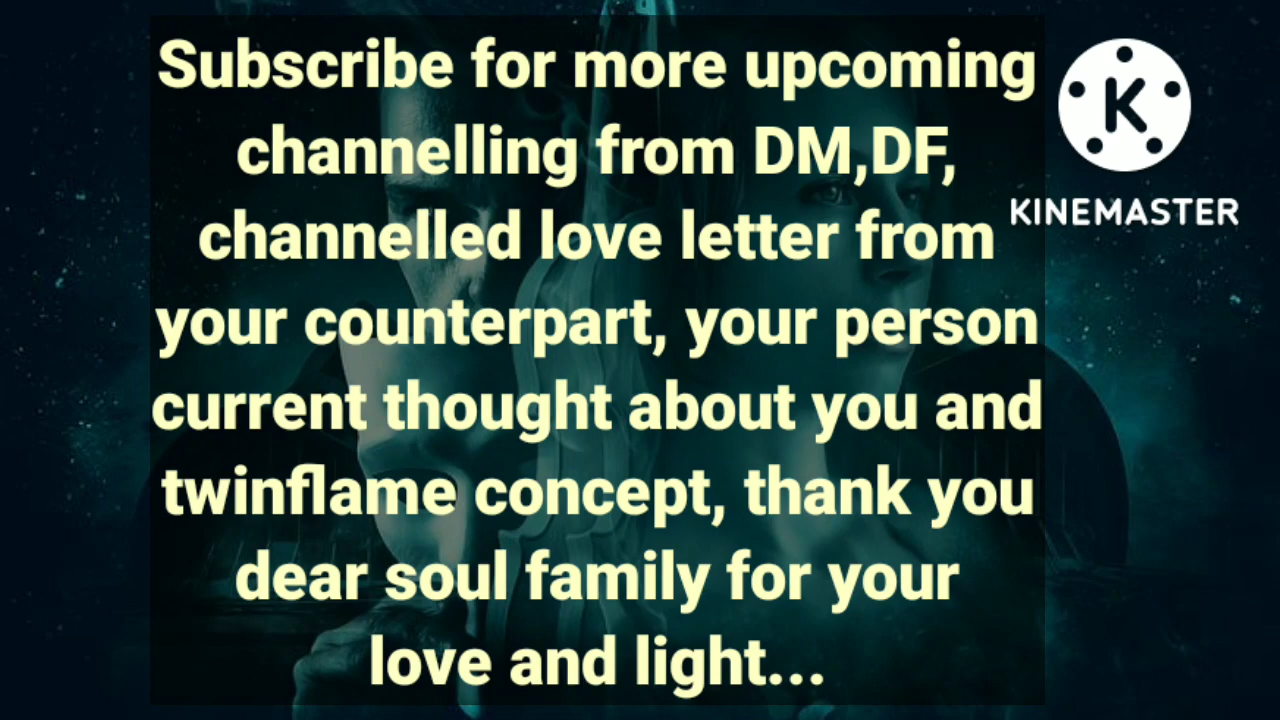 Subscribe for more upcoming
channelling from DM,DF,
channelled love letter from
your counterpart, your person
current thought about you and
twinflame concept, thank you
dear soul family for your
love and light...
K
KINEMASTER